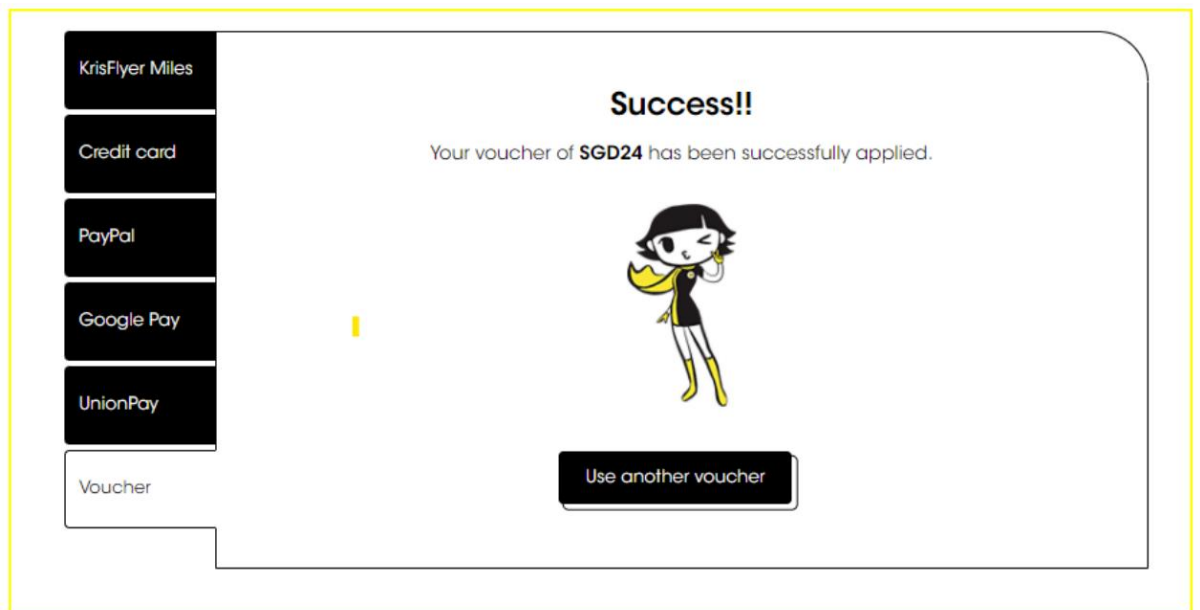 KrisFlyer Miles
Credit card
PayPal
Google Pay
UnionPay
Voucher
Success!!
Your voucher of SGD24 has been successfully applied.
Use another voucher